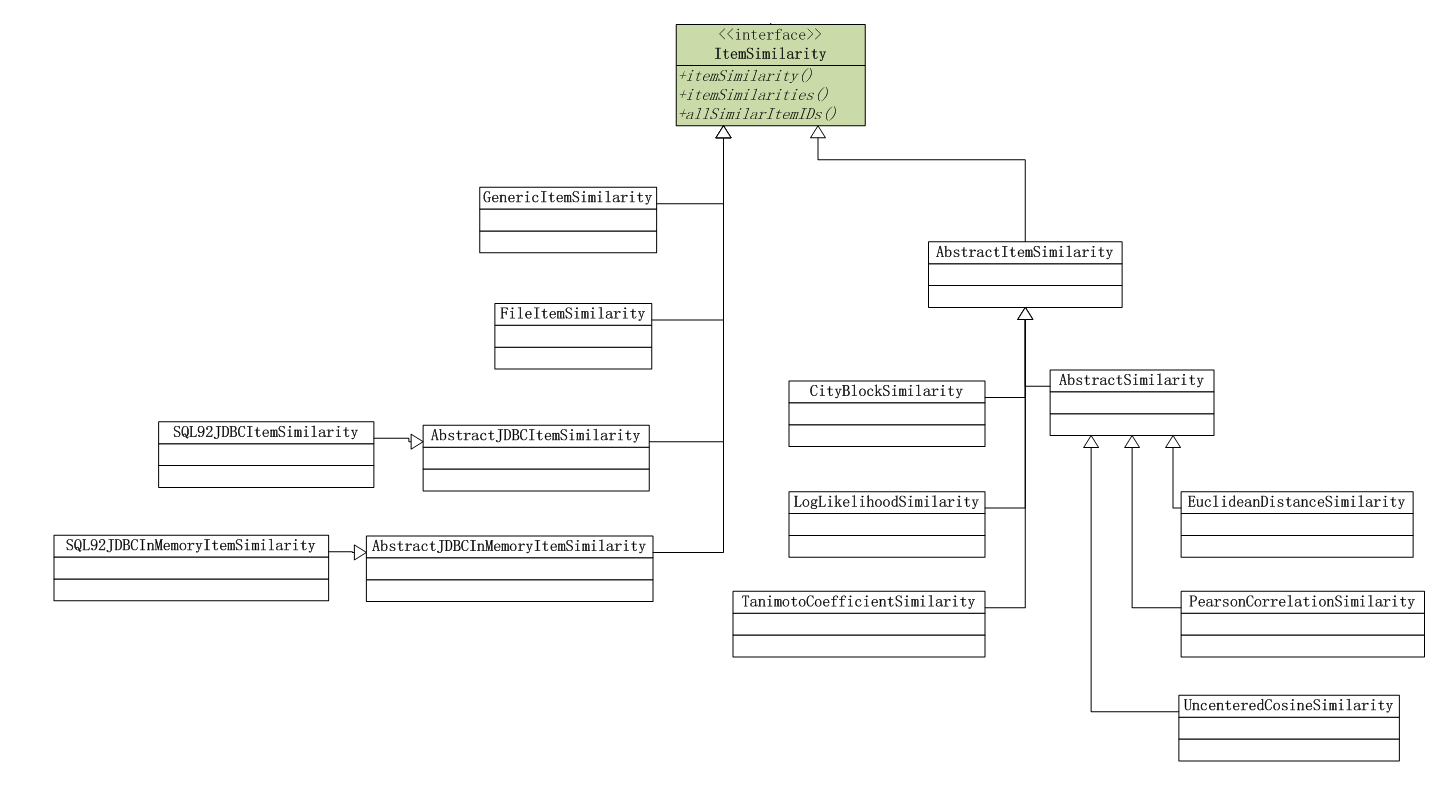 <<interface>>
ItemSimilarity
+itemSimilarity()
+itemSimilarities()
+allSimilarItemIDs()
GenericItemSimilarity
AbstractItemSimilarity
FileItemSimilarity
AbstractSimilarity
CityBlockSimilarity
SQL92JDBCItemSimilarity
AbstractJDBCItemSimilarity
LogLikelihoodSimilarity
EuclideanDistanceSimilarity
SQL92JDBCInMemoryItemSimilarity
AbstractJDBCInMemoryItemSimilarity
TanimotoCoefficientSimilarity
PearsonCorrelationSimilarity
UncenteredCosineSimilarity